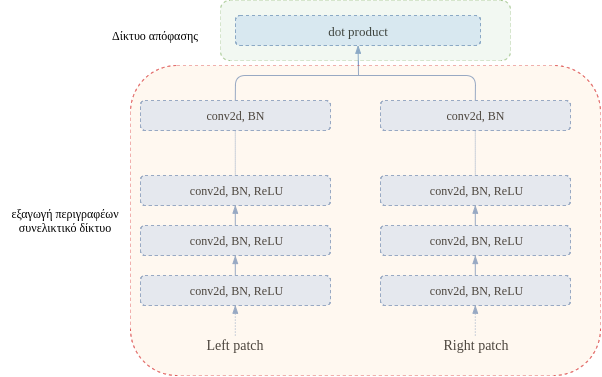 dot product
Δίκτυο απόφασης
conv2d, BN
conv2d, BN
conv2d, BN, ReLU
conv2d, BN, ReLU
εξαγωγή περιγραφέων
συνελικτικό δίκτυο
conv2d, BN, ReLU
conv2d, BN, ReLU
conv2d, BN, ReLU
conv2d, BN, ReLU
Left patch
Right patch